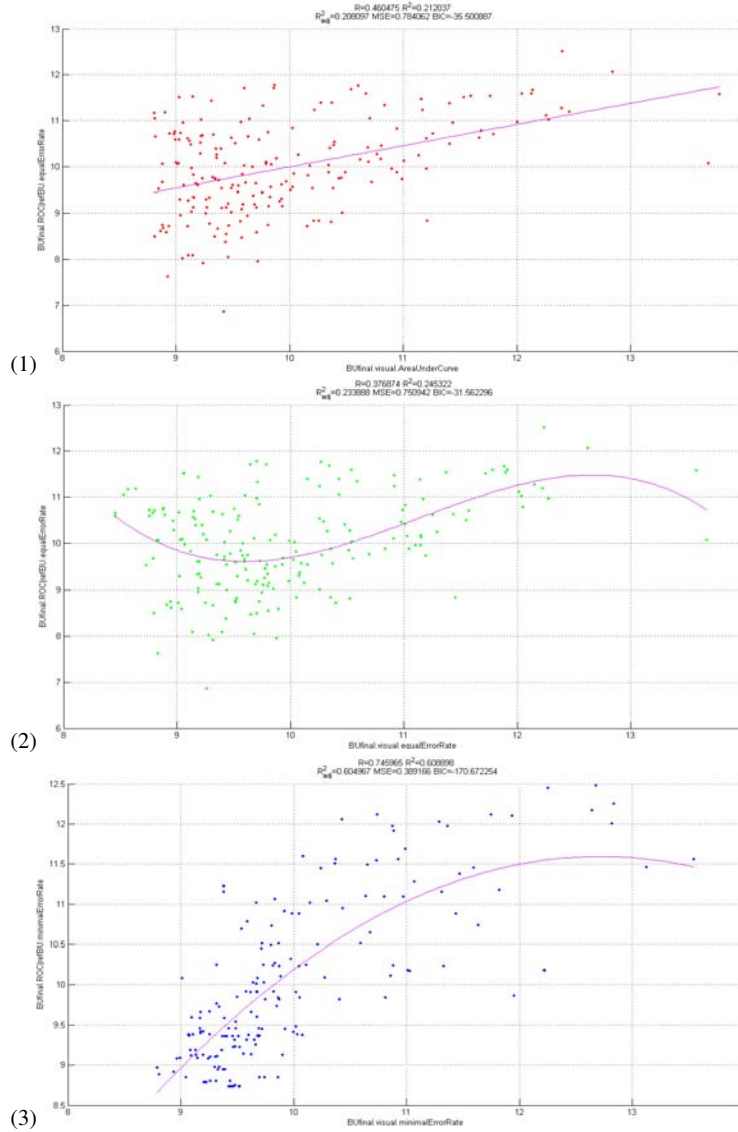 R=0.460475 R²=0.212037
R²adj=0.208097 MSE=0.784062 BIC=-35.500887
13
12
11
10
9
8
7
6
BUfinal.ROC|refBU.equalErrorRate
8 9 10 11 12 13
BUfinal.visual.AreaUnderCurve
(1)
R=0.376874 R²=0.245322
R²adj=0.233888 MSE=0.750942 BIC=-31.562296
13
12
11
10
9
8
7
6
BUfinal.ROC|refBU.equalErrorRate
8 9 10 11 12 13
BUfinal.visual.equalErrorRate
(2)
R=0.745965 R²=0.608898
R²adj=0.604967 MSE=0.389166 BIC=-170.672254
12.5
12
11.5
11
10.5
10
9.5
9
8.5
BUfinal.ROC|refBU.minimalErrorRate
8 9 10 11 12 13
BUfinal.visual.minimalErrorRate
(3)